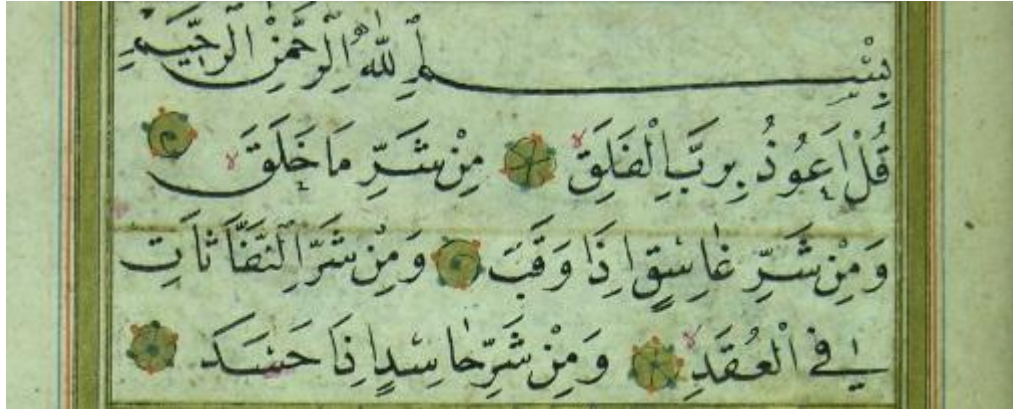 بِسْمِ اللّٰهِ الرَّحْمٰنِ الرَّحِيمِ
قُلْ اَعُوذُ بِرَبِّ الْفَلَقِ ۙ مِنْ شَرِّ مَا خَلَقَ ۙ
وَمِنْ شَرِّ غَاسِقٍ اِذَا وَقَبَ وَمِنْ شَرِّ النَّفَّاثَاتِ
فِى الْعُقَدِ ۙ وَمِنْ شَرِّ حَاسِدٍ اِذَا حَسَدَ